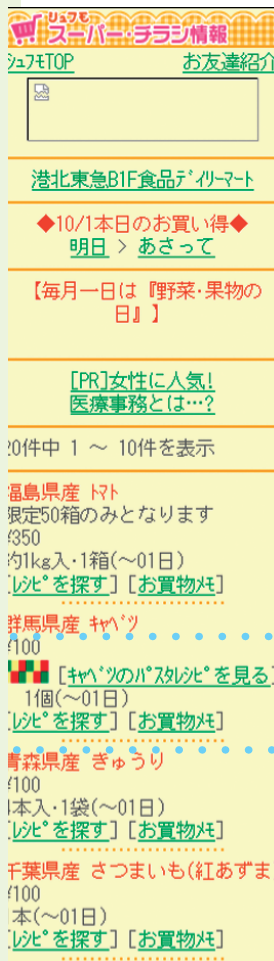 リュフモ
スーパー・チラシ情報
ｼｭﾌﾓTOP お友達紹介
港北東急B1F食品ﾃﾞｲﾘｰﾏｰﾄ
◆10/1本日のお買い得◆
明日 > あさって
【毎月一日は『野菜･果物の
日』】
[PR]女性に人気!
医療事務とは…?
20件中 1 ～ 10件を表示
福島県産 ﾄﾏﾄ
限定50箱のみとなります
¥350
約1kg入･1箱(～01日)
[ﾚｼﾋﾟを探す] [お買物ﾒﾓ]
群馬県産 ｷｬﾍﾞﾂ
¥100
[ｷｬﾍﾞﾂのﾊﾟｽﾀﾚｼﾋﾟを見る]
1個(～01日)
[ﾚｼﾋﾟを探す] [お買物ﾒﾓ]
青森県産 きゅうり
¥100
本入･1袋(～01日)
[ﾚｼﾋﾟを探す] [お買物ﾒﾓ]
千葉県産 さつまいも(紅あずま
¥100
本(～01日)
[ﾚｼﾋﾟを探す] [お買物ﾒﾓ]